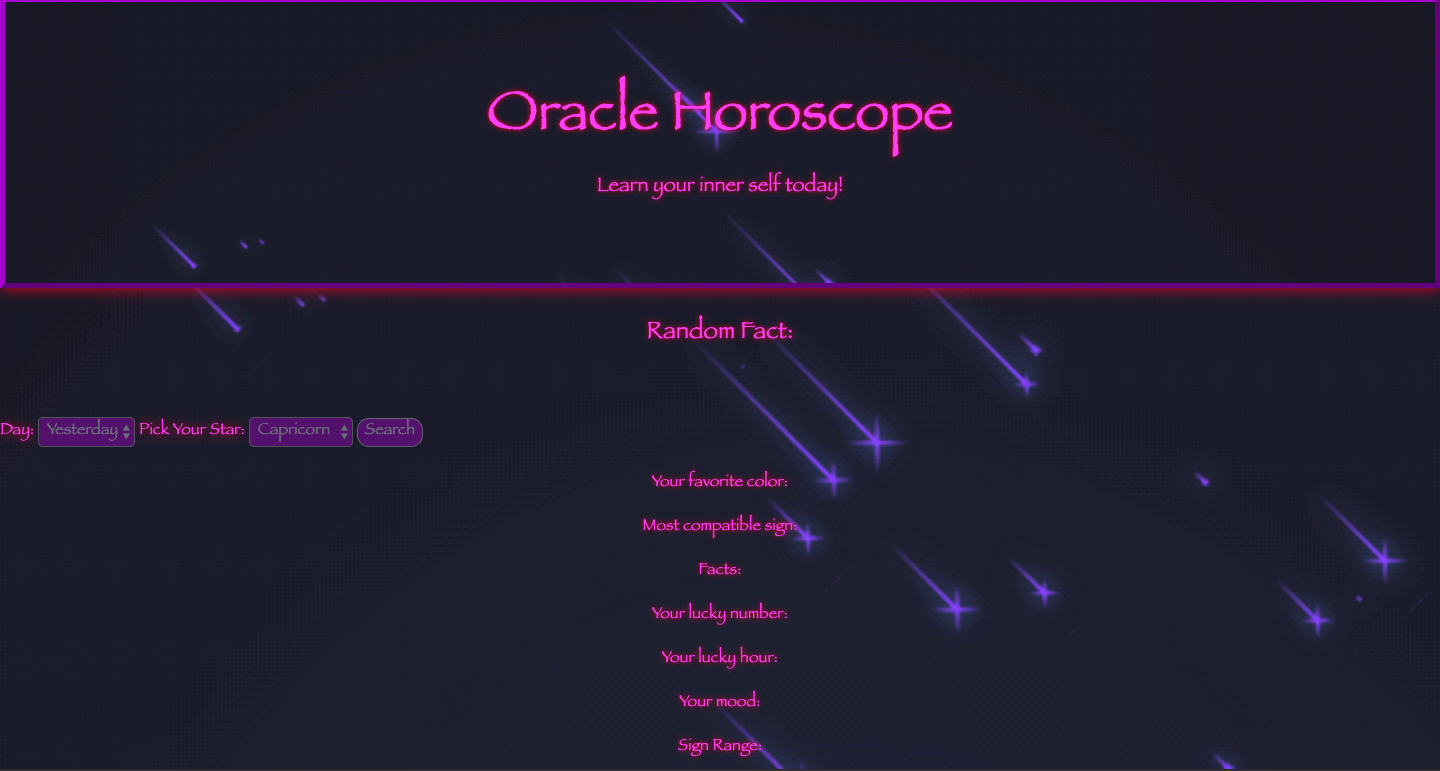 Oracle Horoscope
Learn your inner self today!
Random Fact:
Day: Yesterday Pick Your Star: Capricorn Search
Your favorite color:
Most compatible sign:
Facts:
Your lucky number:
Your lucky hour:
Your mood:
Sign Range: